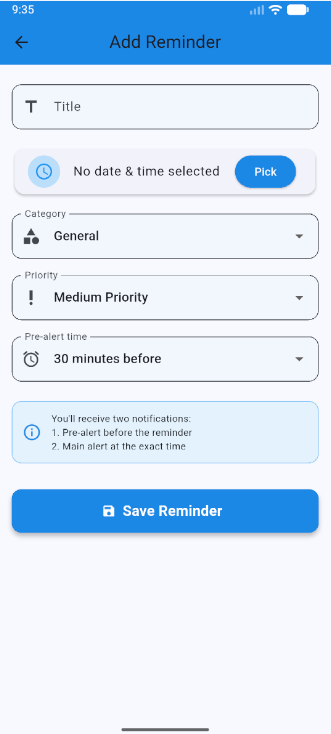 9:35
Add Reminder
Title
No date & time selected
Pick
Category
General
Priority
Medium Priority
Pre-alert time
30 minutes before
You'll receive two notifications:
1. Pre-alert before the reminder
2. Main alert at the exact time
Save Reminder